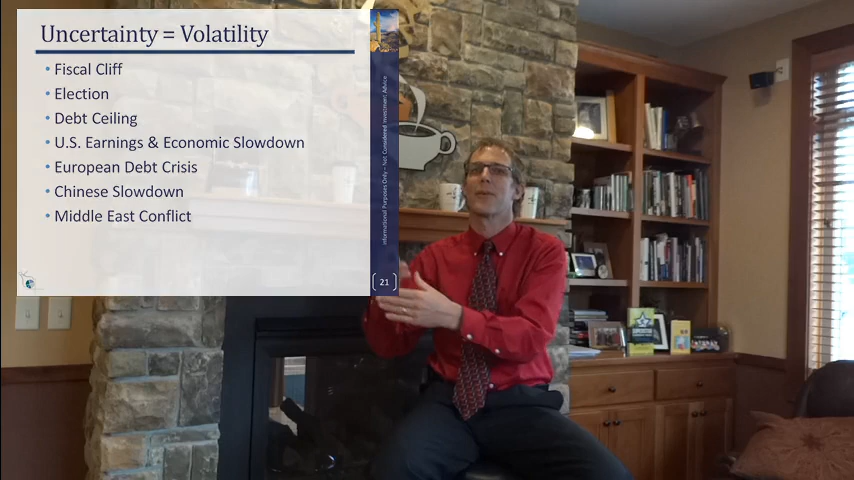 Uncertainty = Volatility
• Fiscal Cliff
• Election
• Debt Ceiling
• U.S. Earnings & Economic Slowdown
• European Debt Crisis
• Chinese Slowdown
• Middle East Conflict
Informational Purposes Only – Not Considered Investment Advice
21